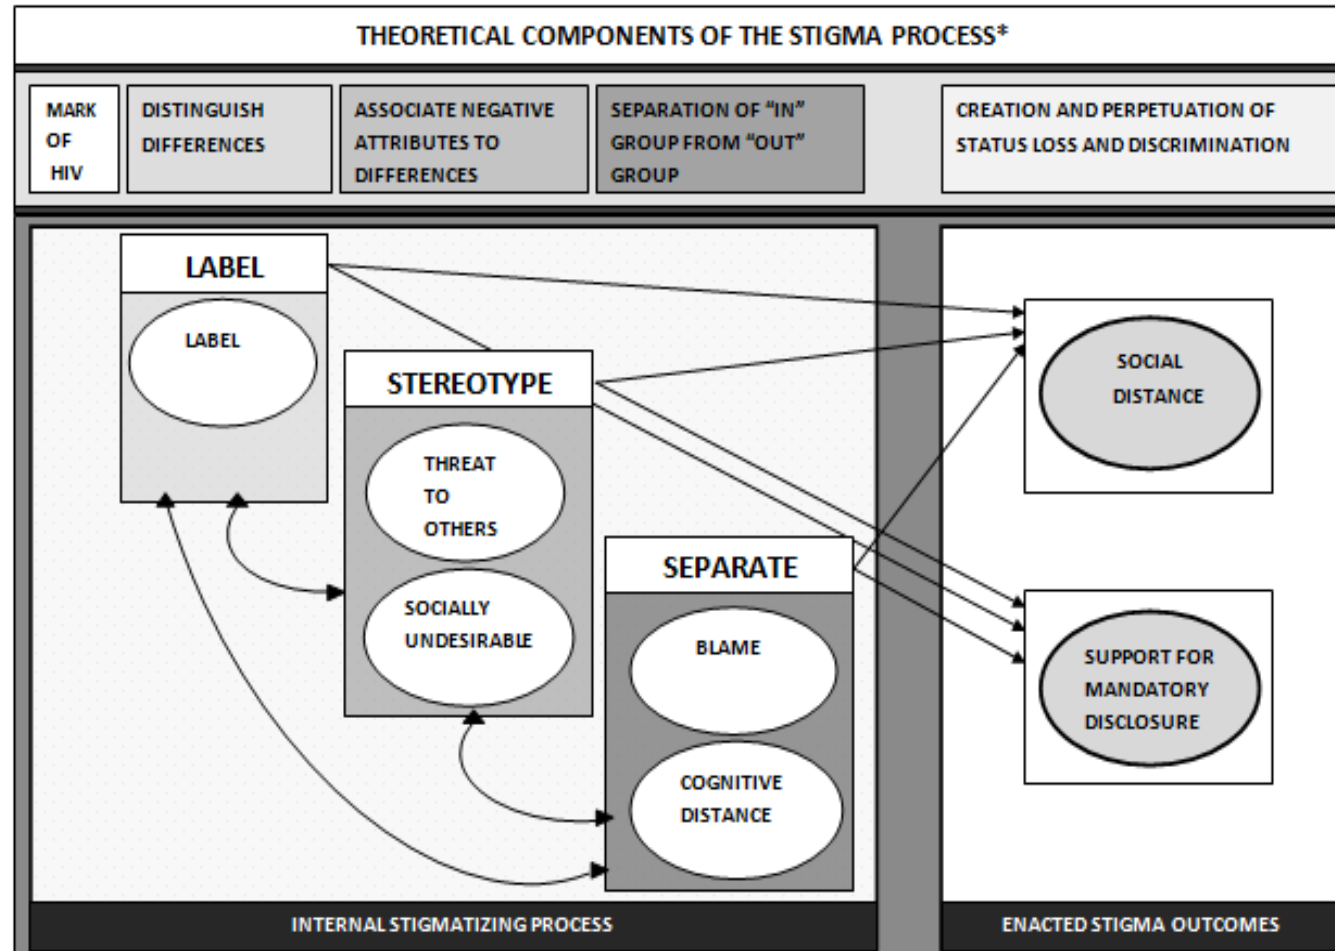 THEORETICAL COMPONENTS OF THE STIGMA PROCESS*
MARK
OF
HIV
DISTINGUISH
DIFFERENCES
ASSOCIATE NEGATIVE
ATTRIBUTES TO
DIFFERENCES
SEPARATION OF “IN”
GROUP FROM “OUT”
GROUP
CREATION AND PERPETUATION OF
STATUS LOSS AND DISCRIMINATION
LABEL
LABEL
STEREOTYPE
THREAT
TO
OTHERS
SOCIALLY
UNDESIRABLE
SEPARATE
BLAME
COGNITIVE
DISTANCE
SOCIAL
DISTANCE
SUPPORT FOR
MANDATORY
DISCLOSURE
INTERNAL STIGMATIZING PROCESS
ENACTED STIGMA OUTCOMES